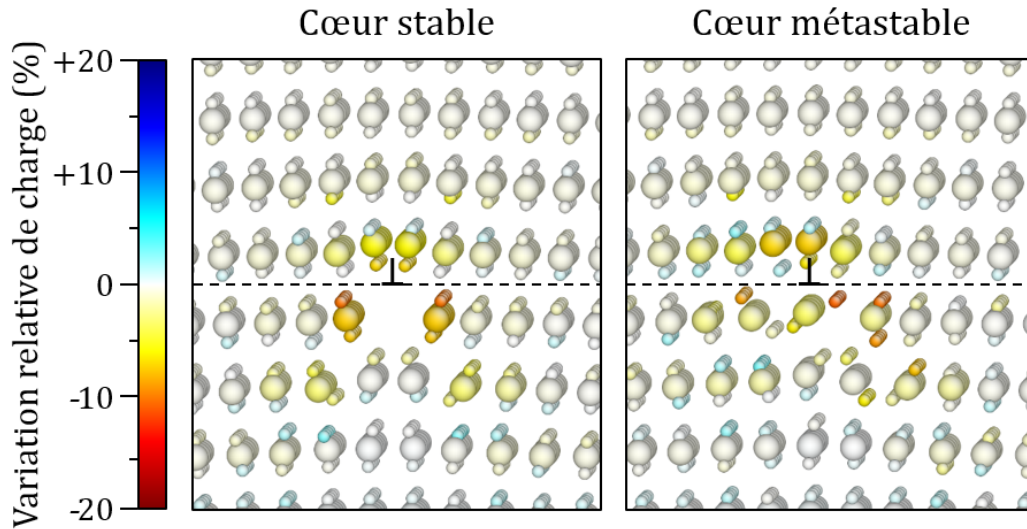 Cœur stable
Cœur métastable
Variation relative de charge (%)
+20
+10
0
-10
-20